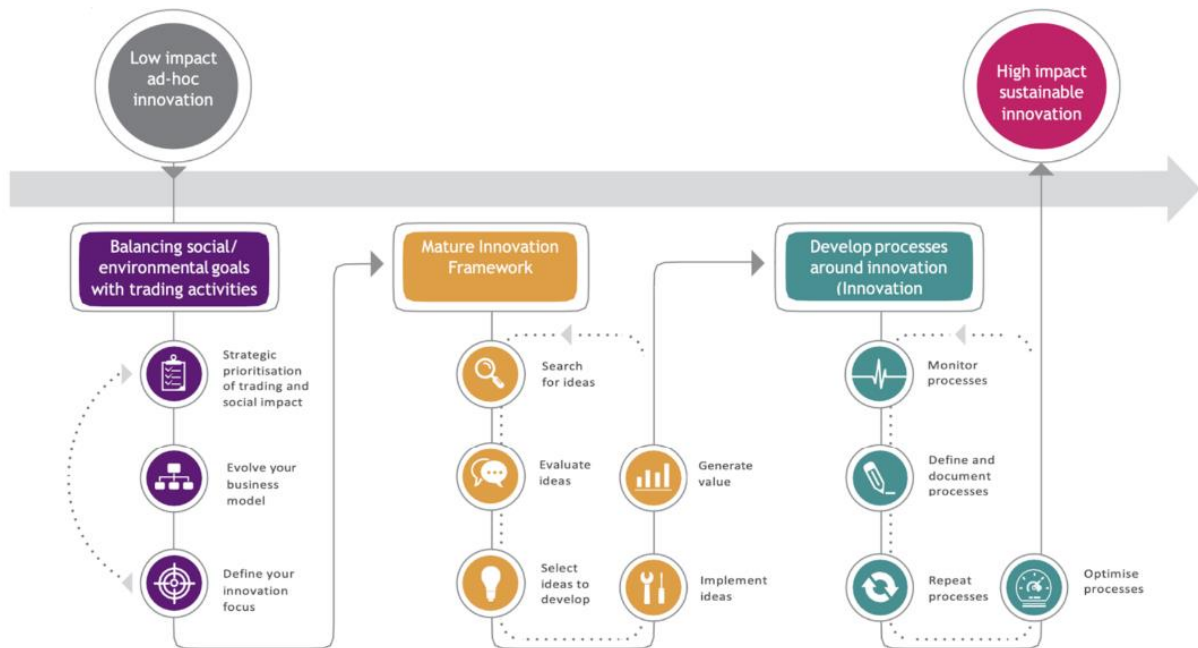 Low impact
ad-hoc
innovation
High impact
sustainable
innovation
Balancing social/
environmental goals
with trading activities
Mature Innovation
Framework
Develop processes
around innovation
(Innovation
Strategic
prioritisation
of trading and
social impact
Evolve your
business
model
Define your
innovation
focus
Search
for ideas
Evaluate
ideas
Select
ideas to
develop
Generate
value
Implement
ideas
Monitor
processes
Define and
document
processes
Repeat
processes
Optimise
processes